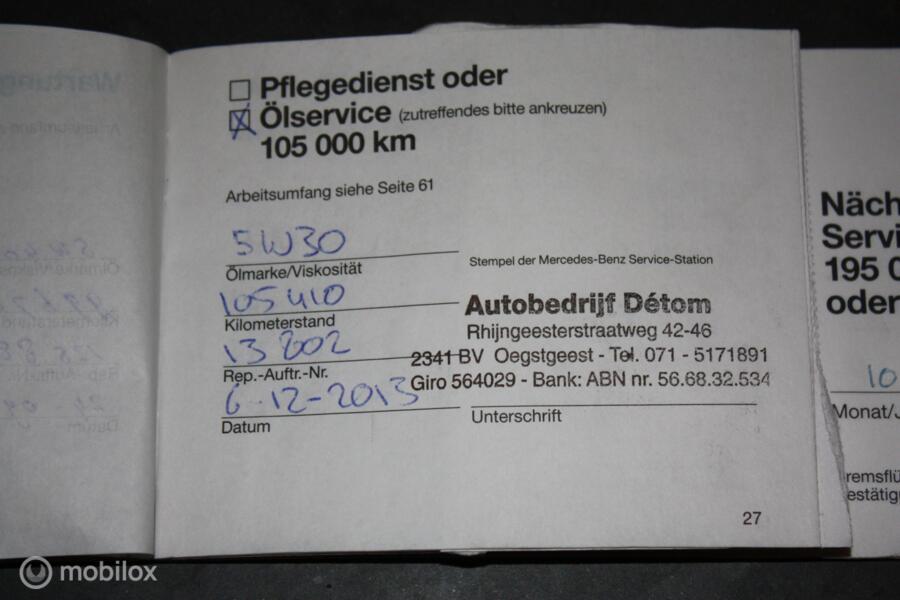 Pflegedienst oder
Ölservice (zutreffendes bitte ankreuzen)
105 000 km
Arbeitsumfang siehe Seite 61
5W30
Ölmarke/Viskosität
105410
Kilometerstand
13802
Rep.-Auftr.-Nr.
6-12-2013
Datum
Stempel der Mercedes-Benz Service-Station
Autobedrijf Détom
Rhijngeesterstraatweg 42-46
2341 BV Oegstgeest - Tel. 071 - 5171891
Giro 564029 - Bank: ABN nr. 56.68.32.534
Unterschrift
27
Näch
Servi
195 0
oder
10
Monat/J
remsflü
estätig
mobilox